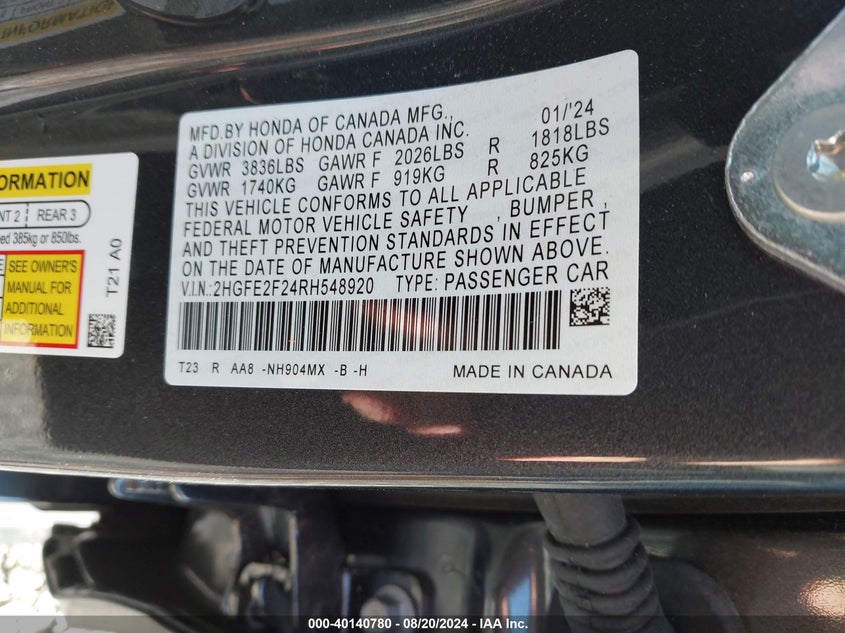 MFD.BY HONDA OF CANADA MFG., 01/'24
A DIVISION OF HONDA CANADA INC.
GVWR 3836LBS GAWR F 2026LBS R 1818LBS
GVWR 1740KG GAWR F 919KG R 825KG
THIS VEHICLE CONFORMS TO ALL APPLICABLE
FEDERAL MOTOR VEHICLE SAFETY , BUMPER ,
AND THEFT PREVENTION STANDARDS IN EFFECT
ON THE DATE OF MANUFACTURE SHOWN ABOVE.
V.I.N.:2HGFE2F24RH548920 TYPE: PASSENGER CAR
T23 R AA8 -NH904MX -B -H MADE IN CANADA
ORMATION
NT 2 REAR 3
ed 385kg or 850lbs.
SEE OWNER'S
MANUAL FOR
ADDITIONAL
INFORMATION
T21 A0
000-40140780 - 08/20/2024 - IAA Inc.